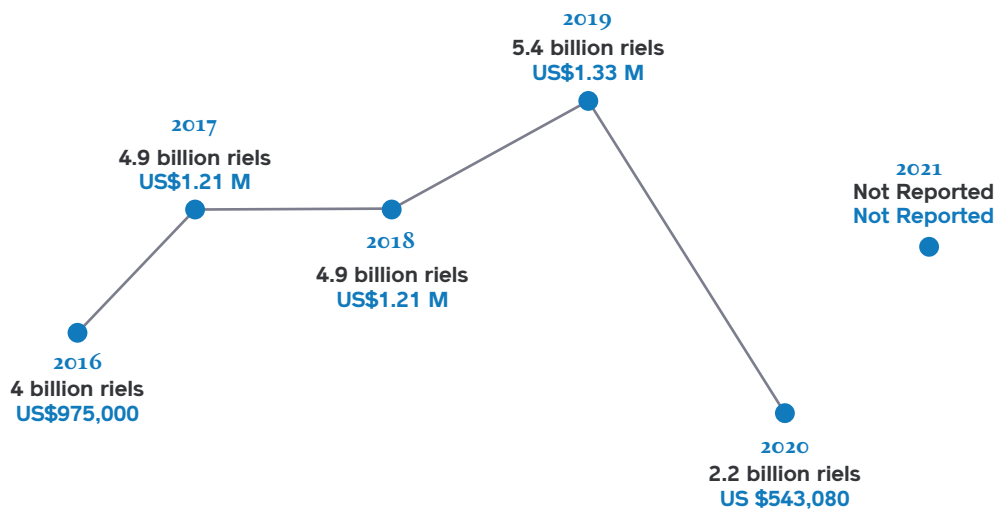 2016
4 billion riels
US$975,000
2017
4.9 billion riels
US$1.21 M
2018
4.9 billion riels
US$1.21 M
2019
5.4 billion riels
US$1.33 M
2020
2.2 billion riels
US $543,080
2021
Not Reported
Not Reported